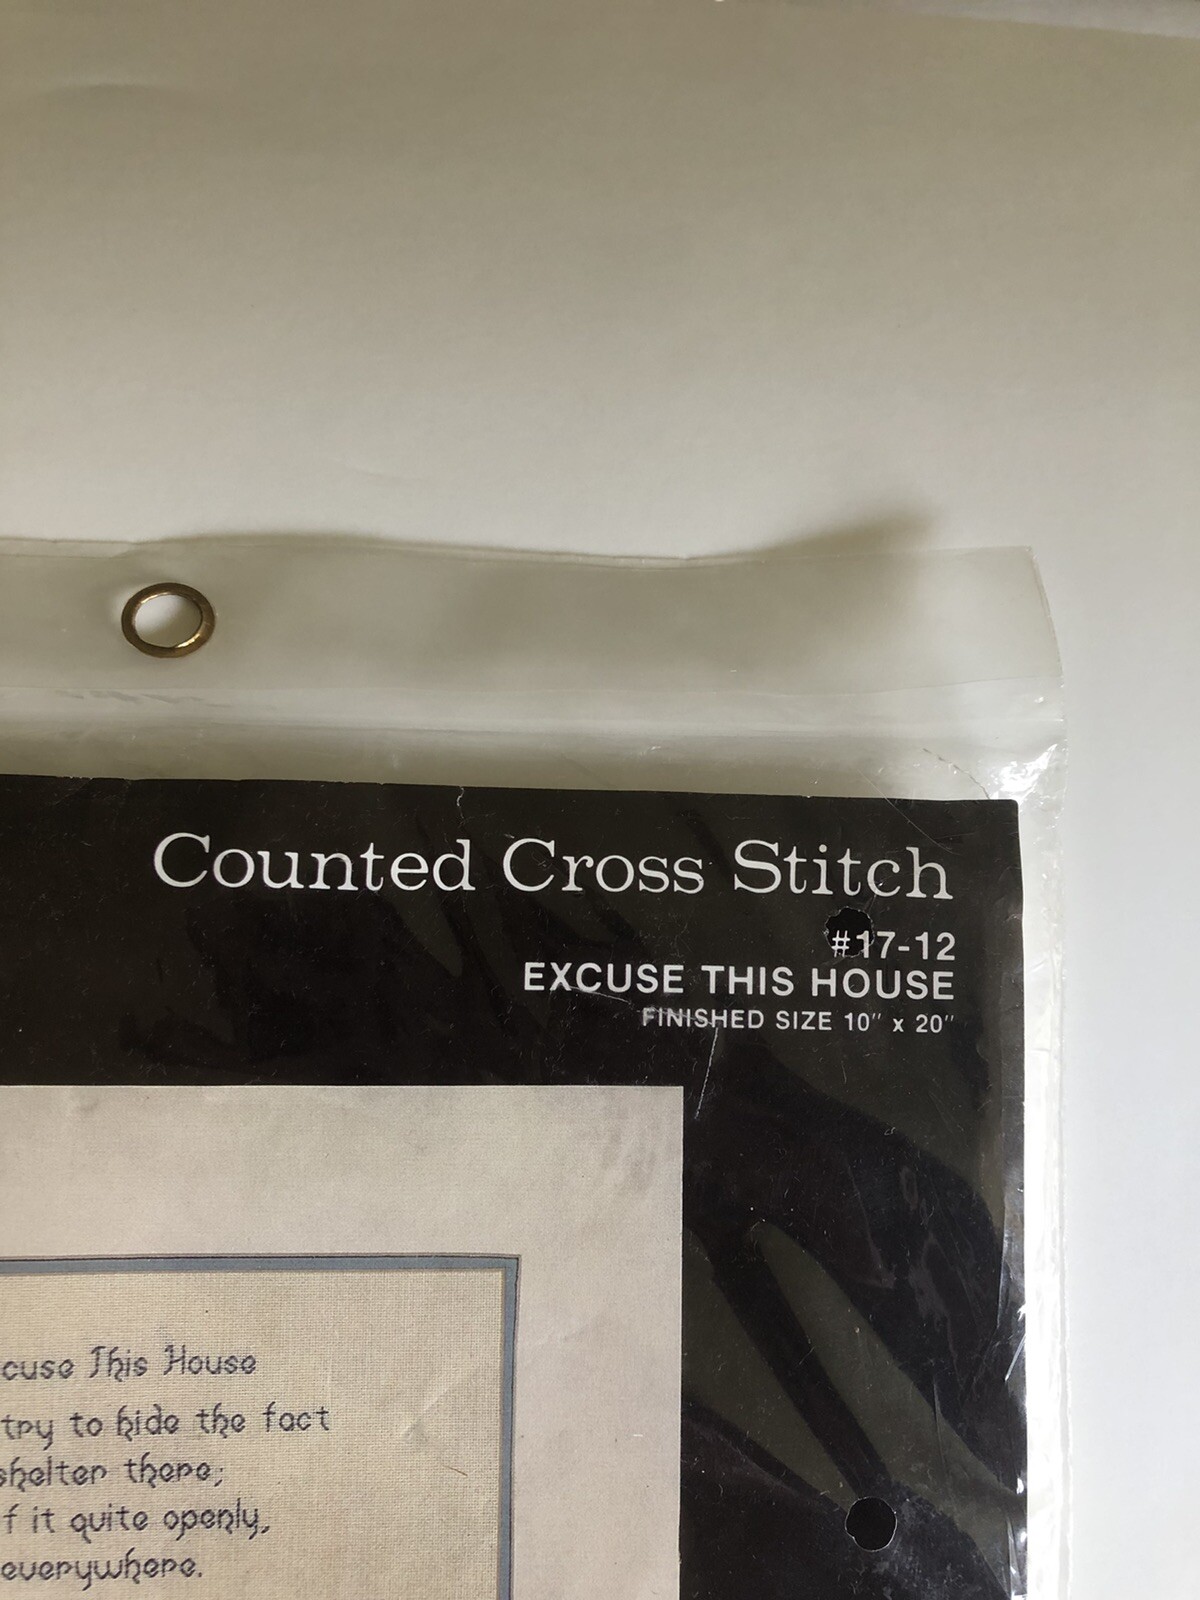 Counted Cross Stitch
#17-12
EXCUSE THIS HOUSE
FINISHED SIZE 10" x 20"
cuse This House
try to hide the fact
shelter there;
f it quite openly,
everywhere.